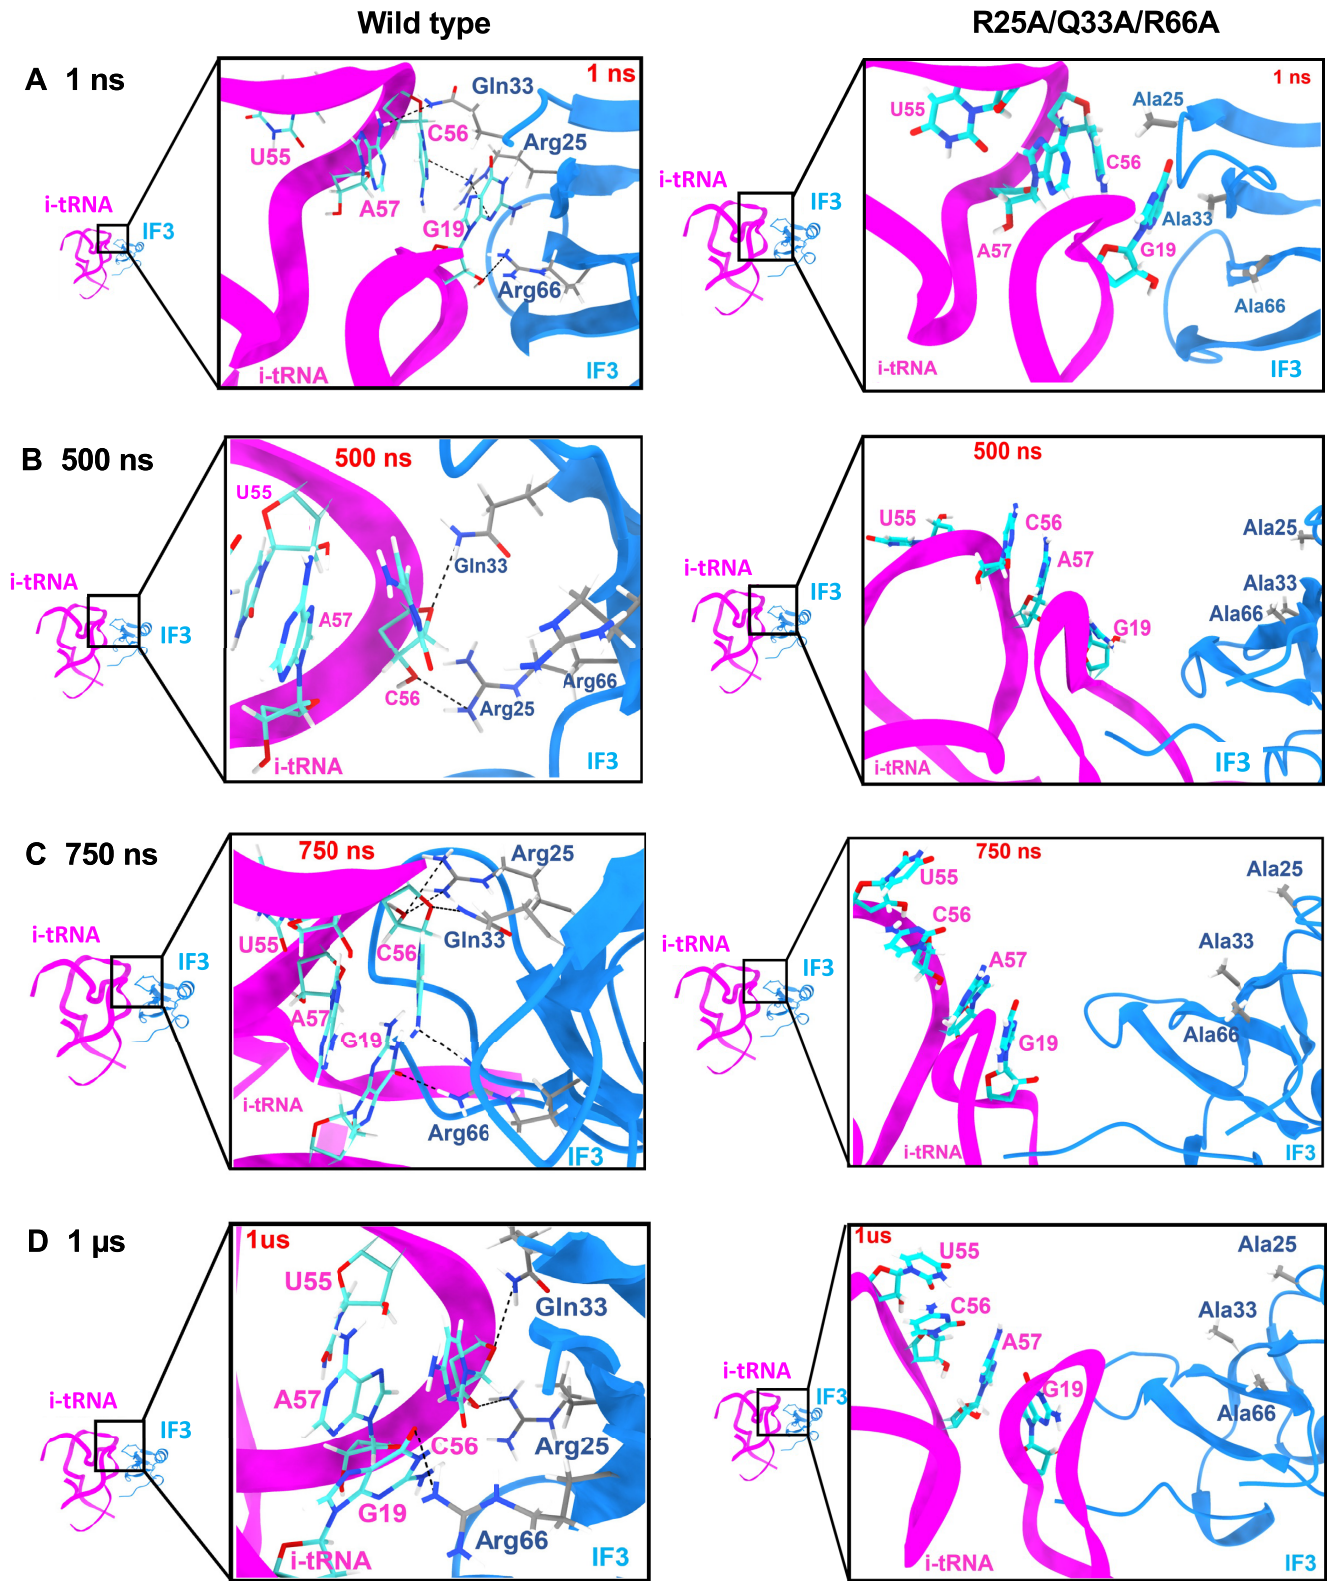 Wild type
R25A/Q33A/R66A
A 1 ns
1 ns
Gln33
C56
U55
Arg25
A57
i-tRNA
IF3
G19
Arg66
i-tRNA
IF3
1 ns
U55
Ala25
C56
i-tRNA
IF3
Ala33
A57
G19
Ala66
i-tRNA
IF3
B 500 ns
500 ns
U55
Gln33
i-tRNA
A57
IF3
Arg66
C56
Arg25
i-tRNA
IF3
500 ns
U55
C56
Ala25
A57
i-tRNA
IF3
Ala33
Ala66
G19
i-tRNA
IF3
C 750 ns
750 ns
Arg25
i-tRNA
U55
C56
Gln33
IF3
A57
G19
i-tRNA
Arg66
IF3
750 ns
U55
Ala25
C56
i-tRNA
IF3
A57
Ala33
G19
Ala66
i-tRNA
IF3
D 1 µs
1us
U55
Gln33
i-tRNA
A57
IF3
C56
Arg25
G19
Arg66
i-tRNA
IF3
1us
U55
Ala25
C56
Ala33
A57
i-tRNA
IF3
G19
Ala66
i-tRNA
IF3